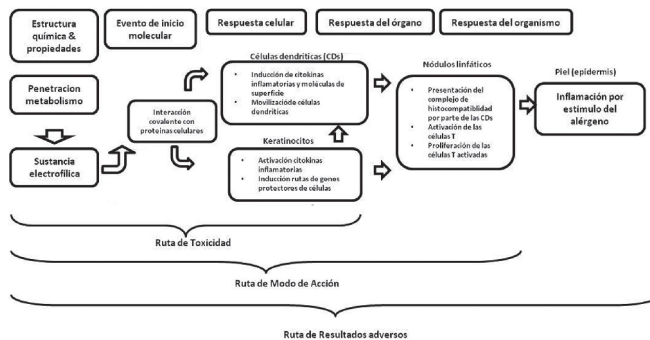 Estructura
química &
propiedades
Evento de inicio
molecular
Respuesta celular
Respuesta del órgano
Respuesta del organismo
Penetracion
metabolismo
Sustancia
electrofílica
Interacción
covalente con
proteinas celulares
Células dendríticas (CDs)
• Inducción de citokinas
inflamatorias y moléculas de
superfície
• Movilizaciónde células
dendríticas
Keratinocitos
• Activación citokinas
inflamatorias
• Inducción rutas de genes
protectores de células
Nódulos linfáticos
• Presentación del
complejo de
histocompatiblidad por
parte de las CDs
• Activación de las
células T
• Proliferación de las
células T activadas
Piel (epidermis)
Inflamación por
estímulo del
alérgeno
Ruta de Toxicidad
Ruta de Modo de Acción
Ruta de Resultados adversos